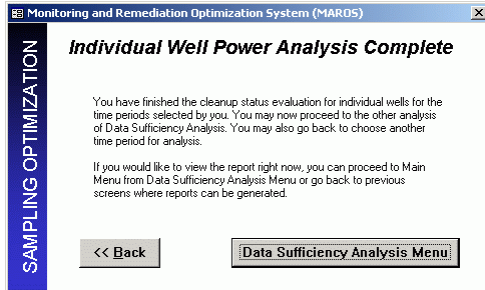 Monitoring and Remediation Optimization System (MAROS)
Individual Well Power Analysis Complete
SAMPLING OPTIMIZATION
You have finished the cleanup status evaluation for individual wells for the
time periods selected by you. You may now proceed to the other analysis
of Data Sufficiency Analysis. You may also go back to choose another
time period for analysis.
If you would like to view the report right now, you can proceed to Main
Menu from Data Sufficiency Analysis Menu or go back to previous
screens where reports can be generated.
<< Back
Data Sufficiency Analysis Menu